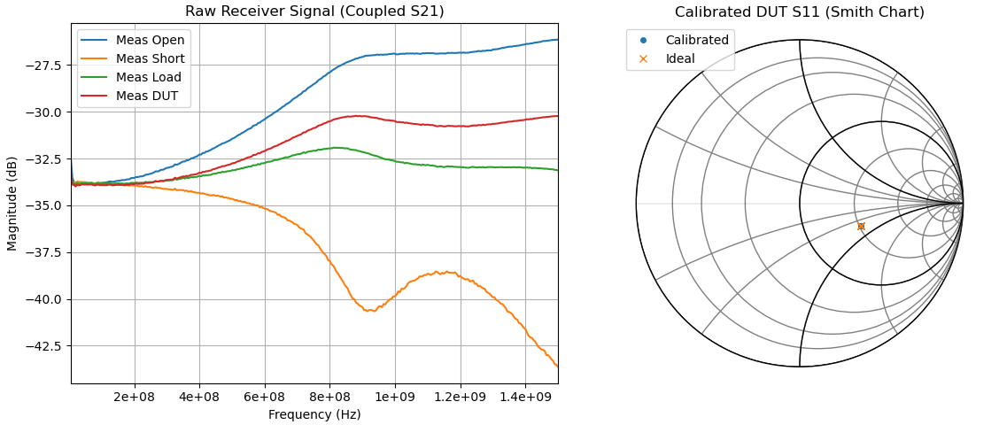 Raw Receiver Signal (Coupled S21)
Meas Open
Meas Short
Meas Load
Meas DUT
Magnitude (dB)
−27.5
−30.0
−32.5
−35.0
−37.5
−40.0
−42.5
2e+08 4e+08 6e+08 8e+08 1e+09 1.2e+09 1.4e+09
Frequency (Hz)
Calibrated DUT S11 (Smith Chart)
Calibrated
Ideal